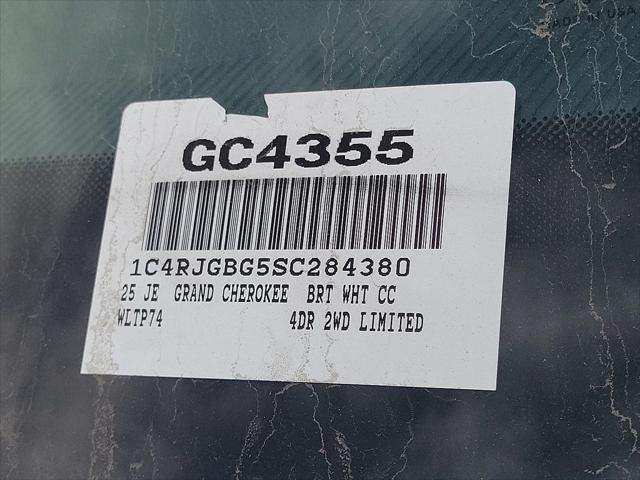 GC4355
1C4RJGBG5SC284380
25 JE GRAND CHEROKEE BRT WHT CC
WLTP74 4DR 2WD LIMITED